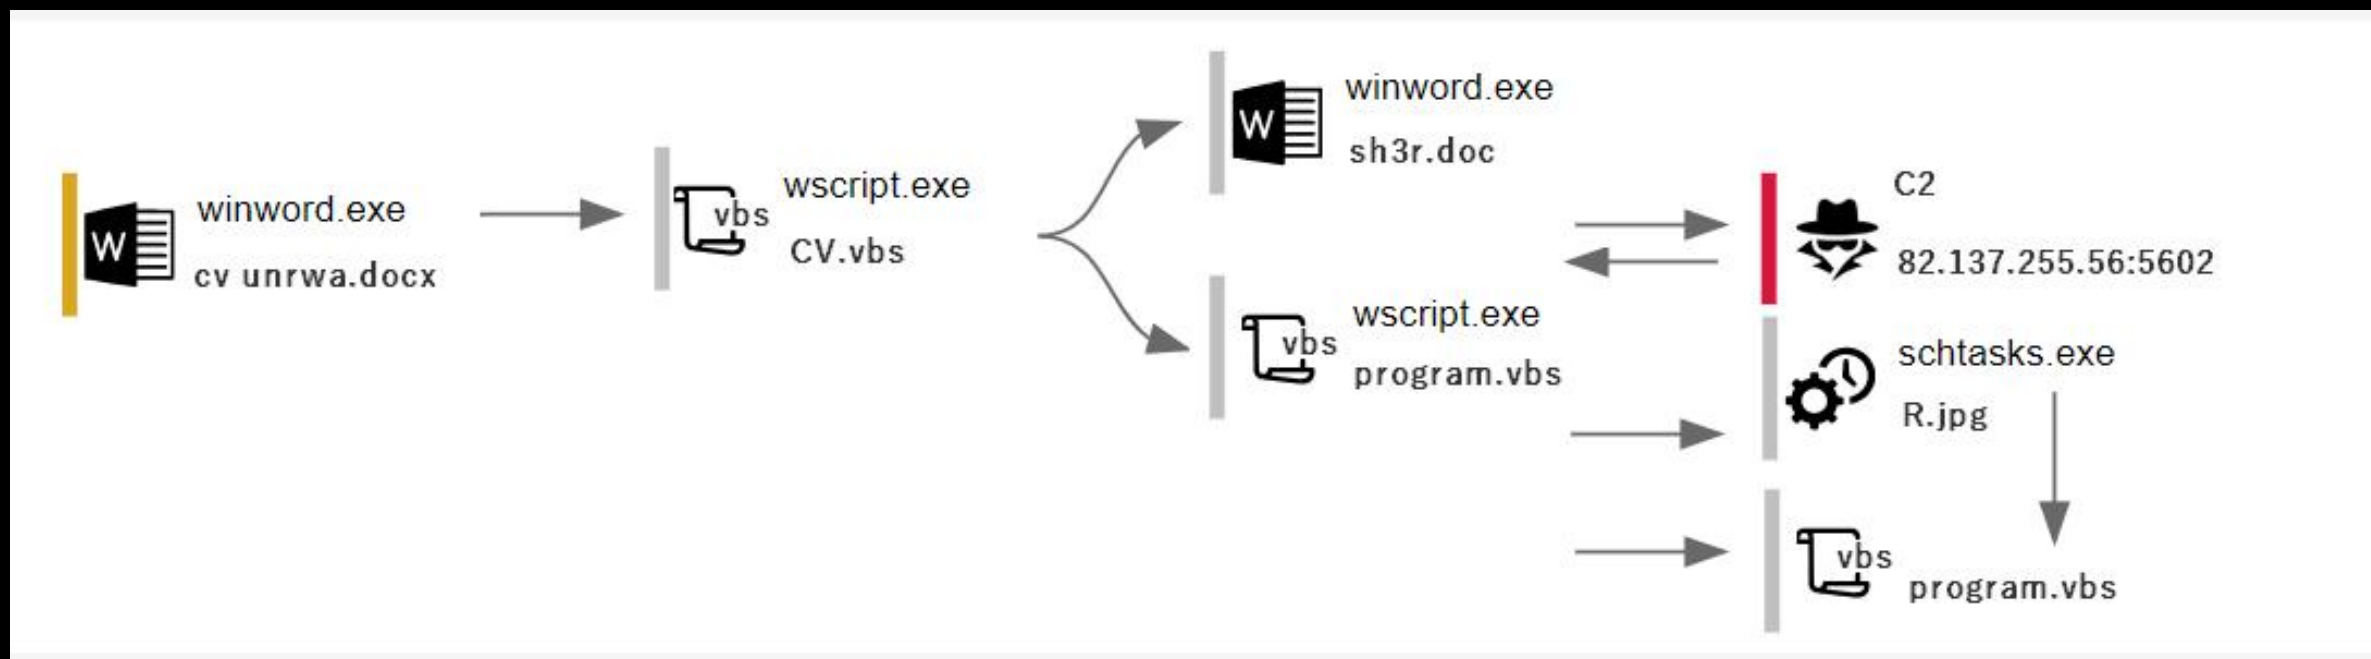 winword.exe
W
cv unrwa.docx
wscript.exe
vbs
CV.vbs
winword.exe
W
sh3r.doc
wscript.exe
vbs
program.vbs
C2
82.137.255.56:5602
schtasks.exe
R.jpg
vbs
program.vbs